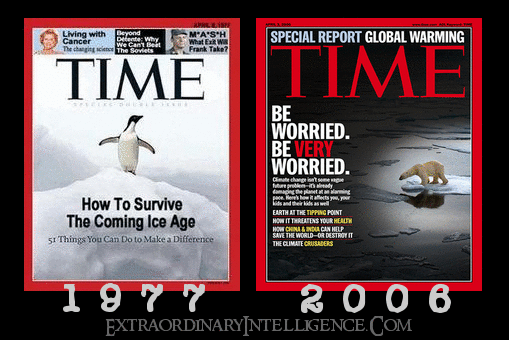 APRIL 8, 1977
Living with
Cancer
The changing science
Beyond
Détente: Why
We Can't Beat
The Soviets
M*A*S*H
What Exit Will
Frank Take?
TIME
SPECIAL DOUBLE ISSUE
How To Survive
The Coming Ice Age
51 Things You Can Do to Make a Difference
SPECIAL REPORT GLOBAL WARMING
TIME
BE
WORRIED.
BE VERY
WORRIED.
Climate change isn't some vague
future problem—it's already
damaging the planet at an alarming
pace. Here's how it affects you, your
kids and their kids as well
EARTH AT THE TIPPING POINT
HOW IT THREATENS YOUR HEALTH
HOW CHINA & INDIA CAN HELP
SAVE THE WORLD—OR DESTROY IT
THE CLIMATE CRUSADERS
1977
2006
EXTRAORDINARYINTELLIGENCE.COM